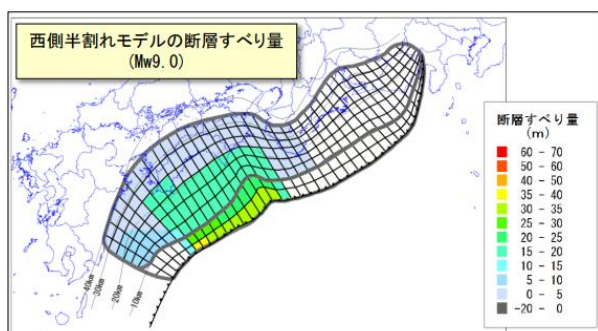 西側半割れモデルの断層すべり量
(Mw9.0)
断層すべり量
(m)
60 - 70
50 - 60
40 - 50
35 - 40
30 - 35
25 - 30
20 - 25
15 - 20
10 - 15
5 - 10
0 - 5
-20 - 0
-40km
-30km
-20km
-10km